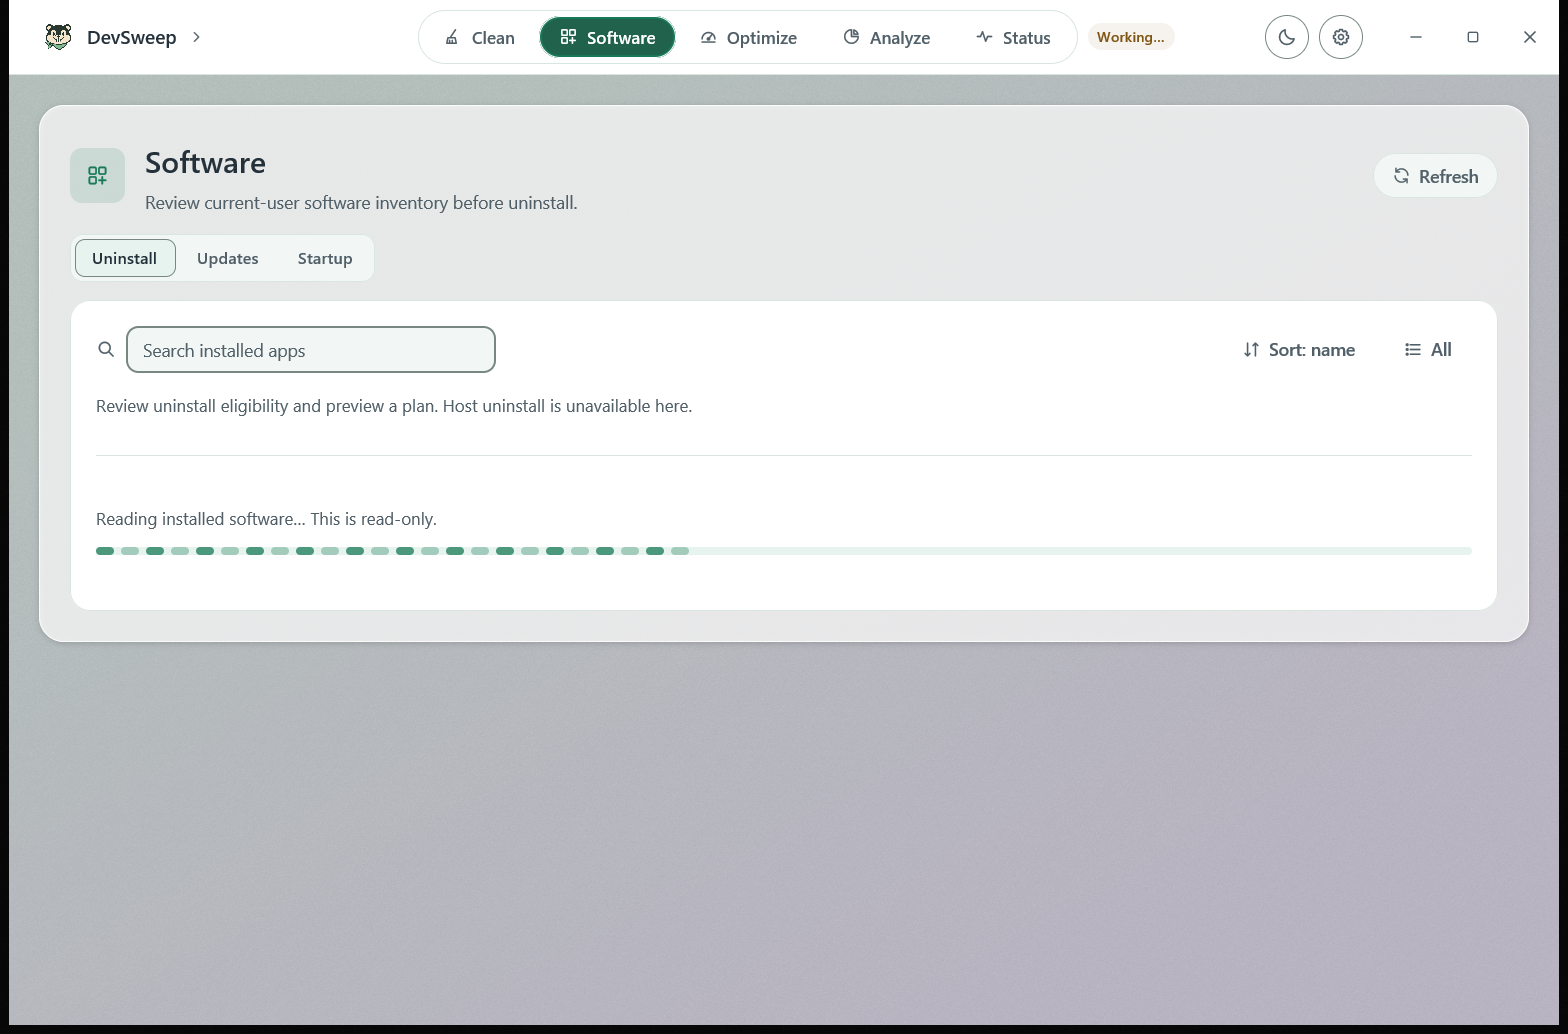 DevSweep
Clean
Software
Optimize
Analyze
Status
Working...
Software
Review current-user software inventory before uninstall.
Refresh
Uninstall
Updates
Startup
Search installed apps
Sort: name
All
Review uninstall eligibility and preview a plan. Host uninstall is unavailable here.
Reading installed software... This is read-only.